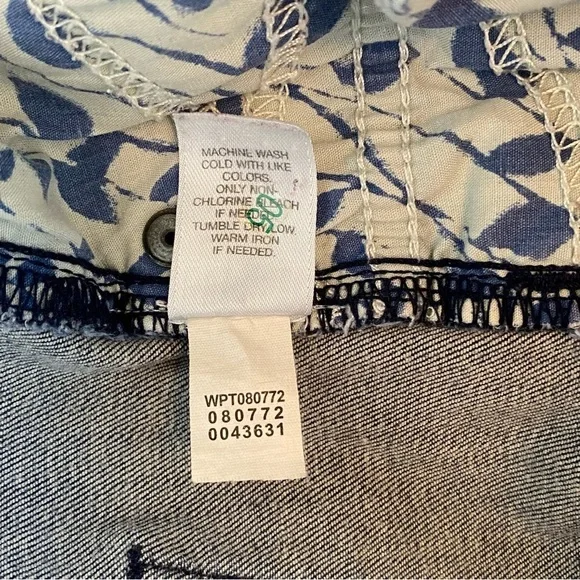 MACHINE WASH
COLD WITH LIKE
COLORS.
ONLY NON-
CHLORINE BLEACH
IF NEEDED.
TUMBLE DRY LOW.
WARM IRON
IF NEEDED.
WPT080772
080772
0043631